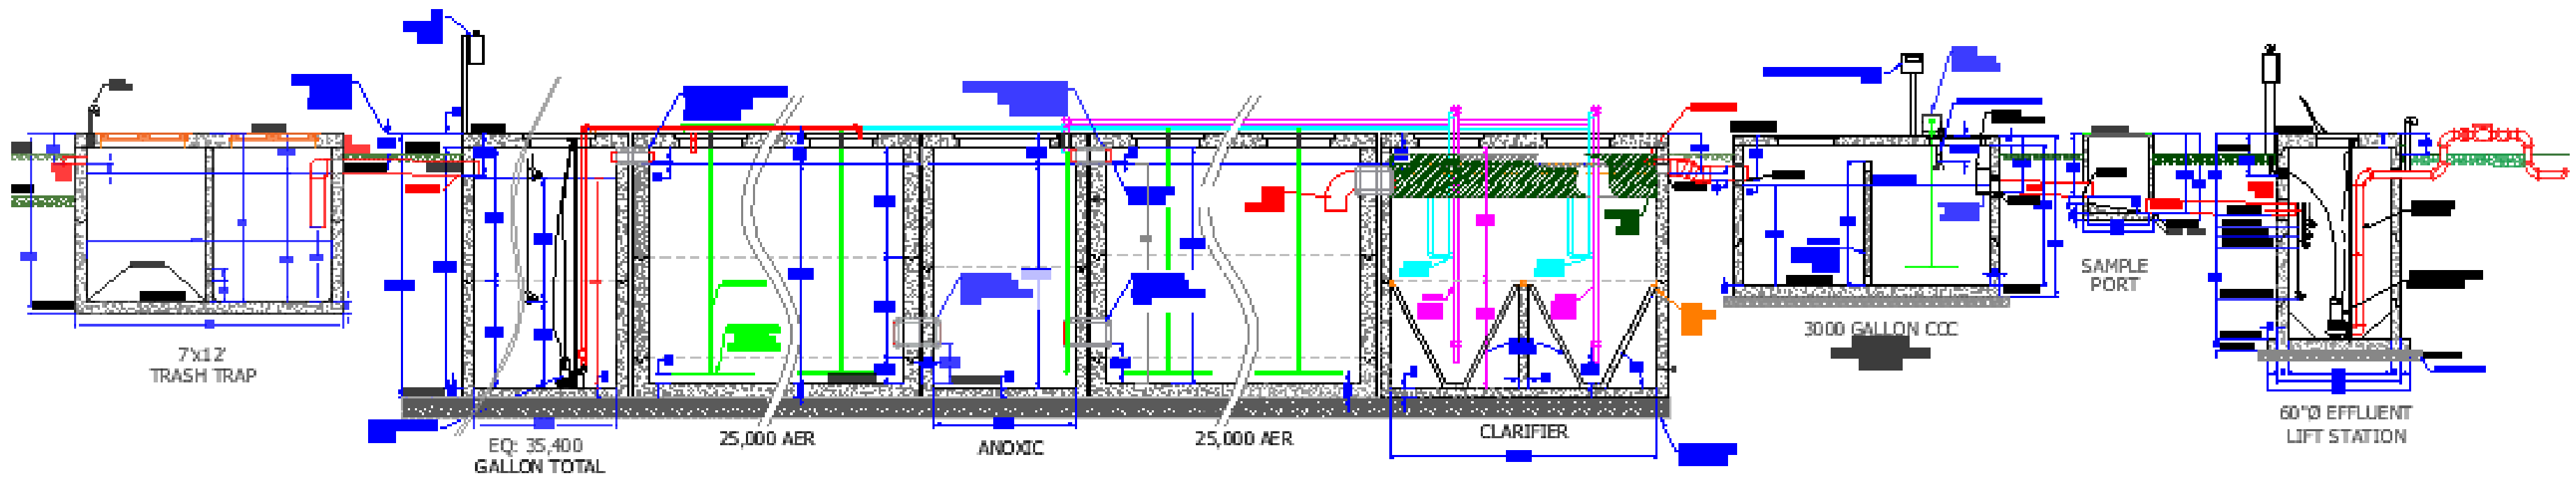 7'x12'
TRASH TRAP
EQ: 35,400
GALLON TOTAL
25,000 AER
ANOXIC
25,000 AER
CLARIFIER
3000 GALLON CCC
SAMPLE
PORT
60"Ø EFFLUENT
LIFT STATION